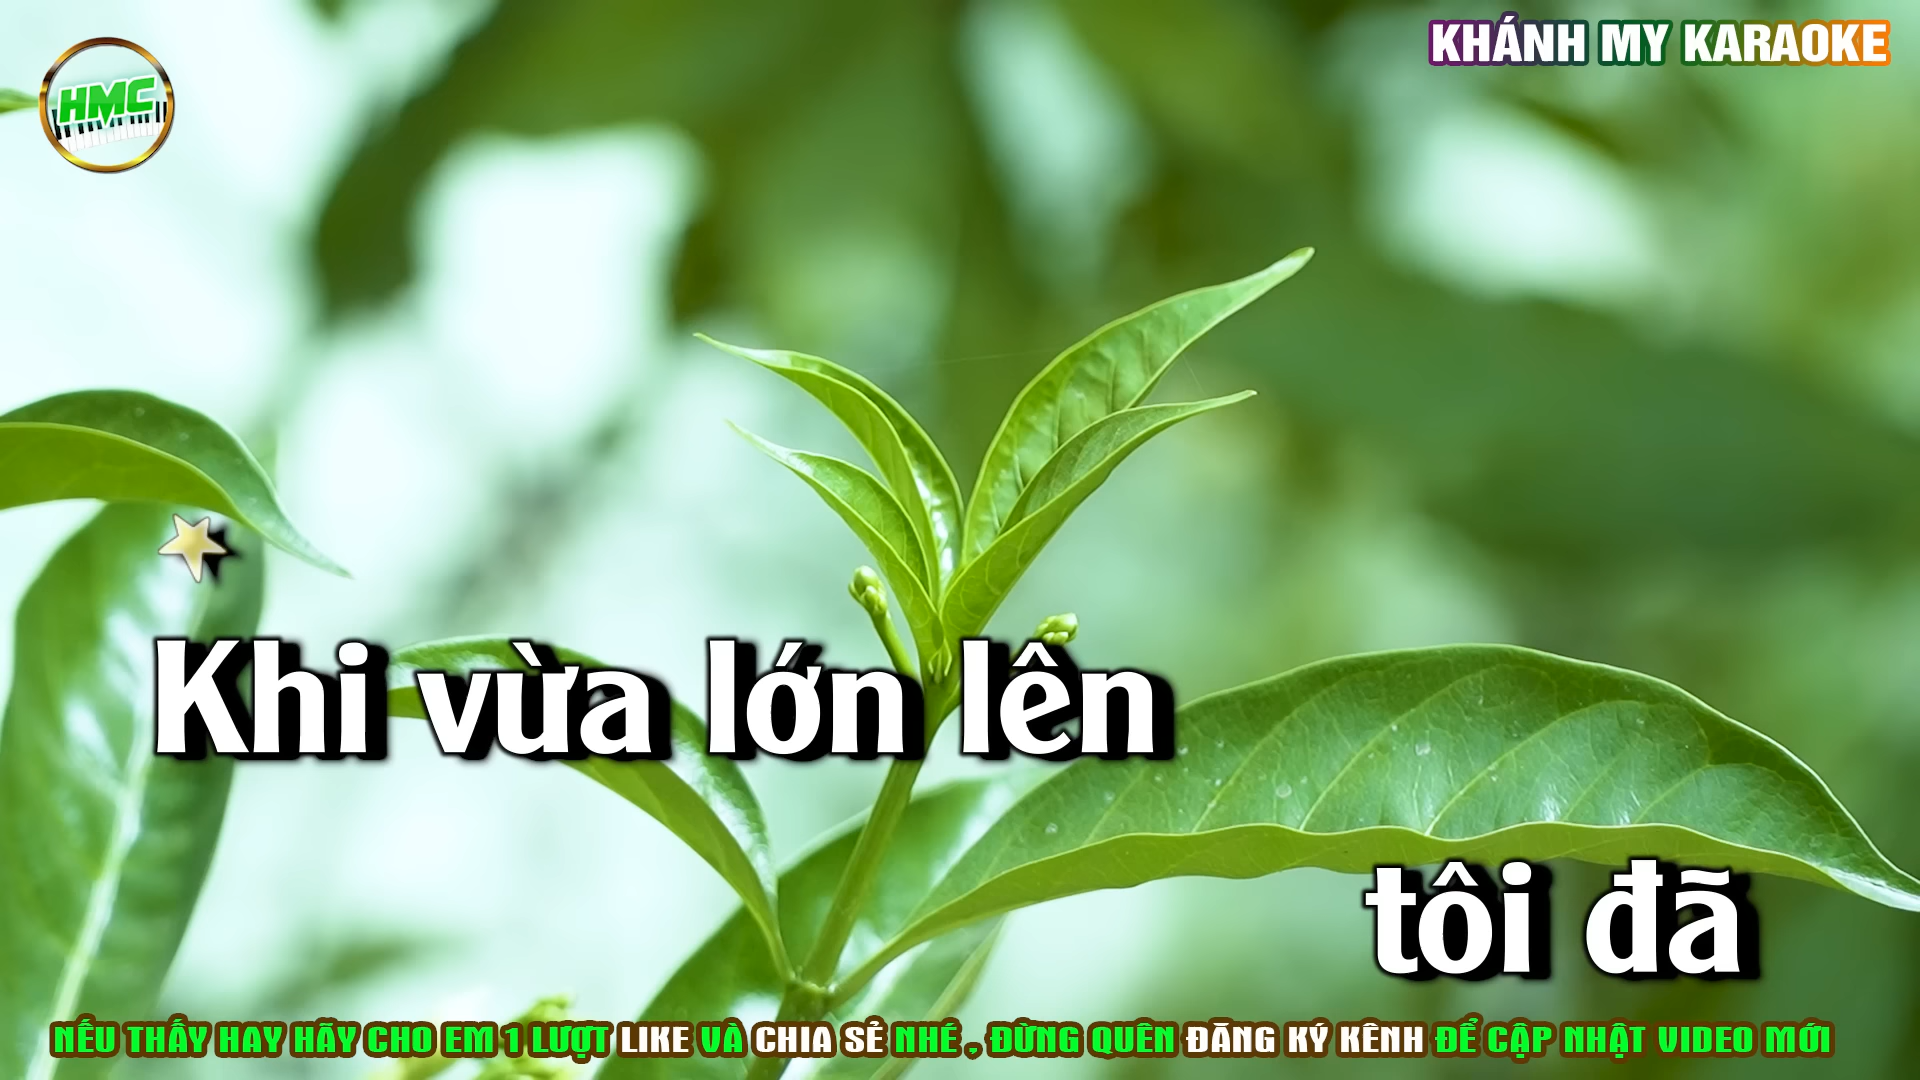 KHÁNH MY KARAOKE
HMC
Khi vừa lớn lên
tôi đã
NẾU THẤY HAY HÃY CHO EM 1 LƯỢT LIKE VÀ CHIA SẺ NHÉ , ĐỪNG QUÊN ĐĂNG KÝ KÊNH ĐỂ CẬP NHẬT VIDEO MỚI